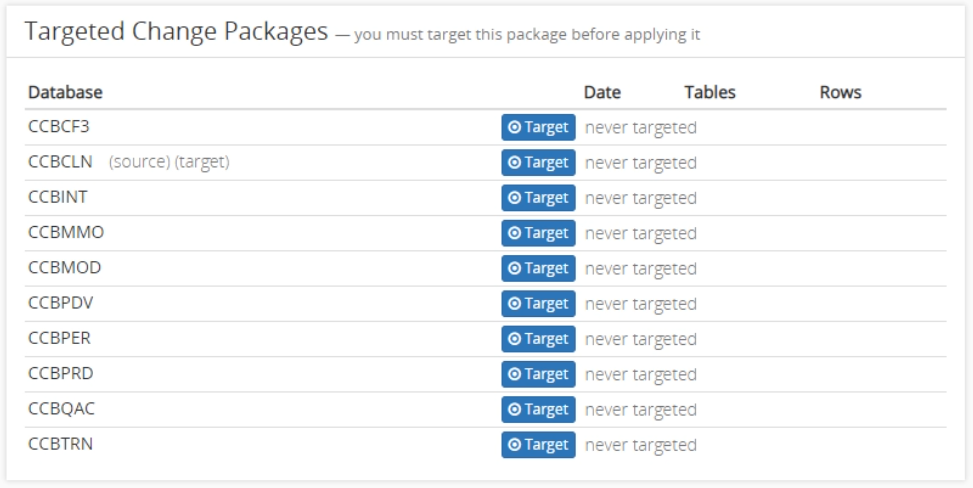 Targeted Change Packages — you must target this package before applying it
Database Date Tables Rows
CCBCF3 Target never targeted
CCBCLN (source) (target) Target never targeted
CCBINT Target never targeted
CCBMMO Target never targeted
CCBMOD Target never targeted
CCBPDV Target never targeted
CCBPER Target never targeted
CCBPRD Target never targeted
CCBQAC Target never targeted
CCBTRN Target never targeted